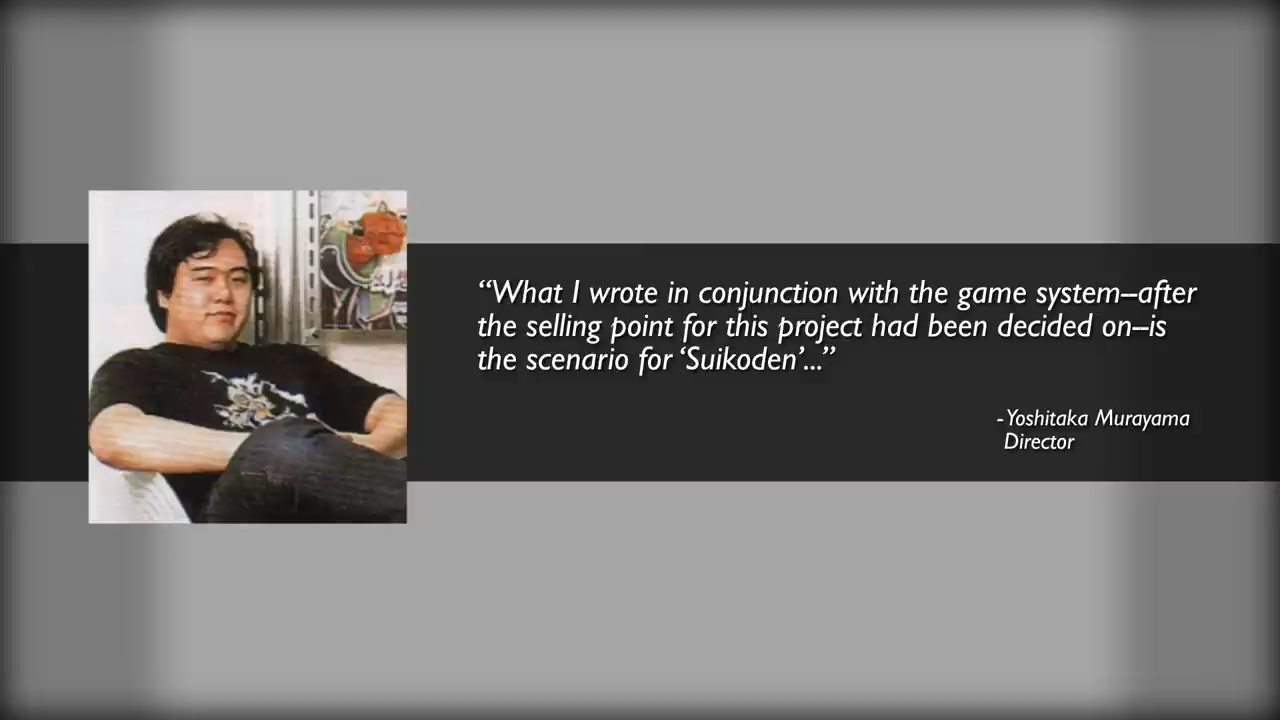 “What I wrote in conjunction with the game system--after
the selling point for this project had been decided on--is
the scenario for ‘Suikoden’...”
-Yoshitaka Murayama
Director